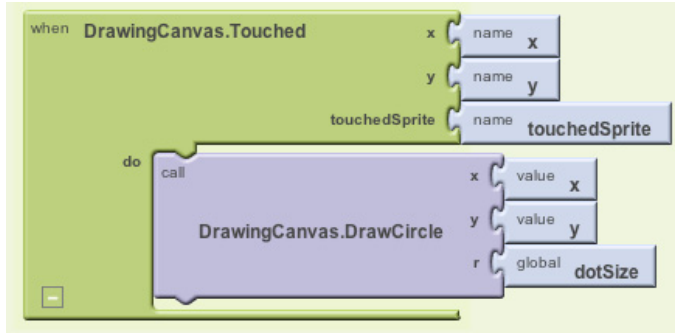 when DrawingCanvas.Touched x name x
y name y
touchedSprite name touchedSprite
do call
x value x
DrawingCanvas.DrawCircle y value y
r global dotSize